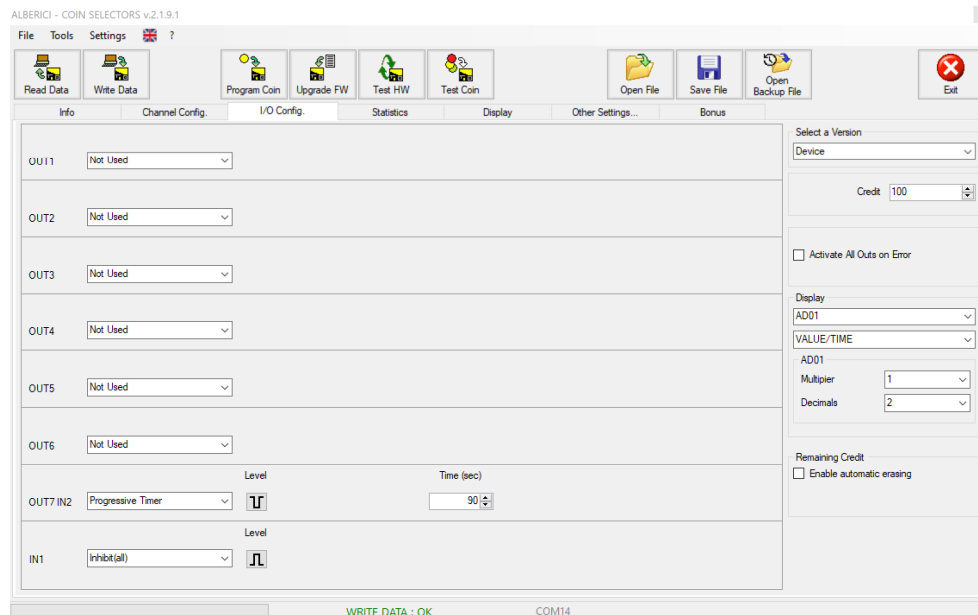 ALBERICI - COIN SELECTORS v.2.1.9.1
File Tools Settings ?
Read Data Write Data Program Coin Upgrade FW Test HW Test Coin Open File Save File Open Backup File Exit
Info Channel Config. I/O Config. Statistics Display Other Settings... Bonus
OUT1 Not Used
OUT2 Not Used
OUT3 Not Used
OUT4 Not Used
OUT5 Not Used
OUT6 Not Used
Level Time (sec)
OUT7 IN2 Progressive Timer 90
Level
IN1 Inhibit(all)
Select a Version
Device
Credit 100
Activate All Outs on Error
Display
AD01
VALUE/TIME
AD01
Multipier 1
Decimals 2
Remaining Credit
Enable automatic erasing
WRITE DATA : OK COM14